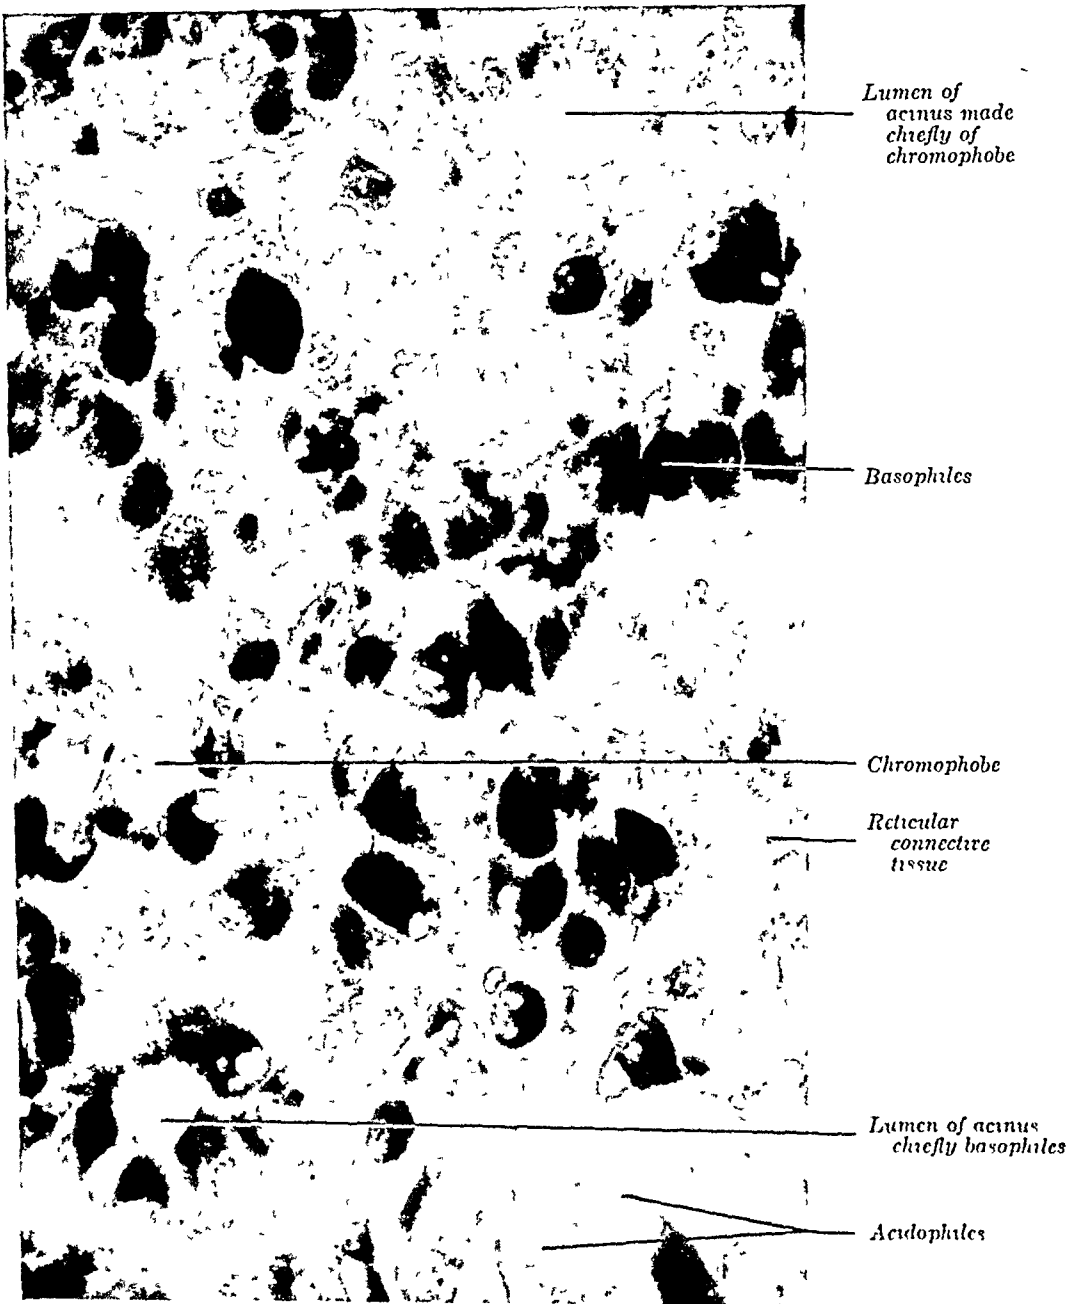 Lumen of
acinus made
chiefly of
chromophobe
Basophiles
Chromophobe
Reticular
connective
tissue
Lumen of acinus
chiefly basophiles
Acidophiles